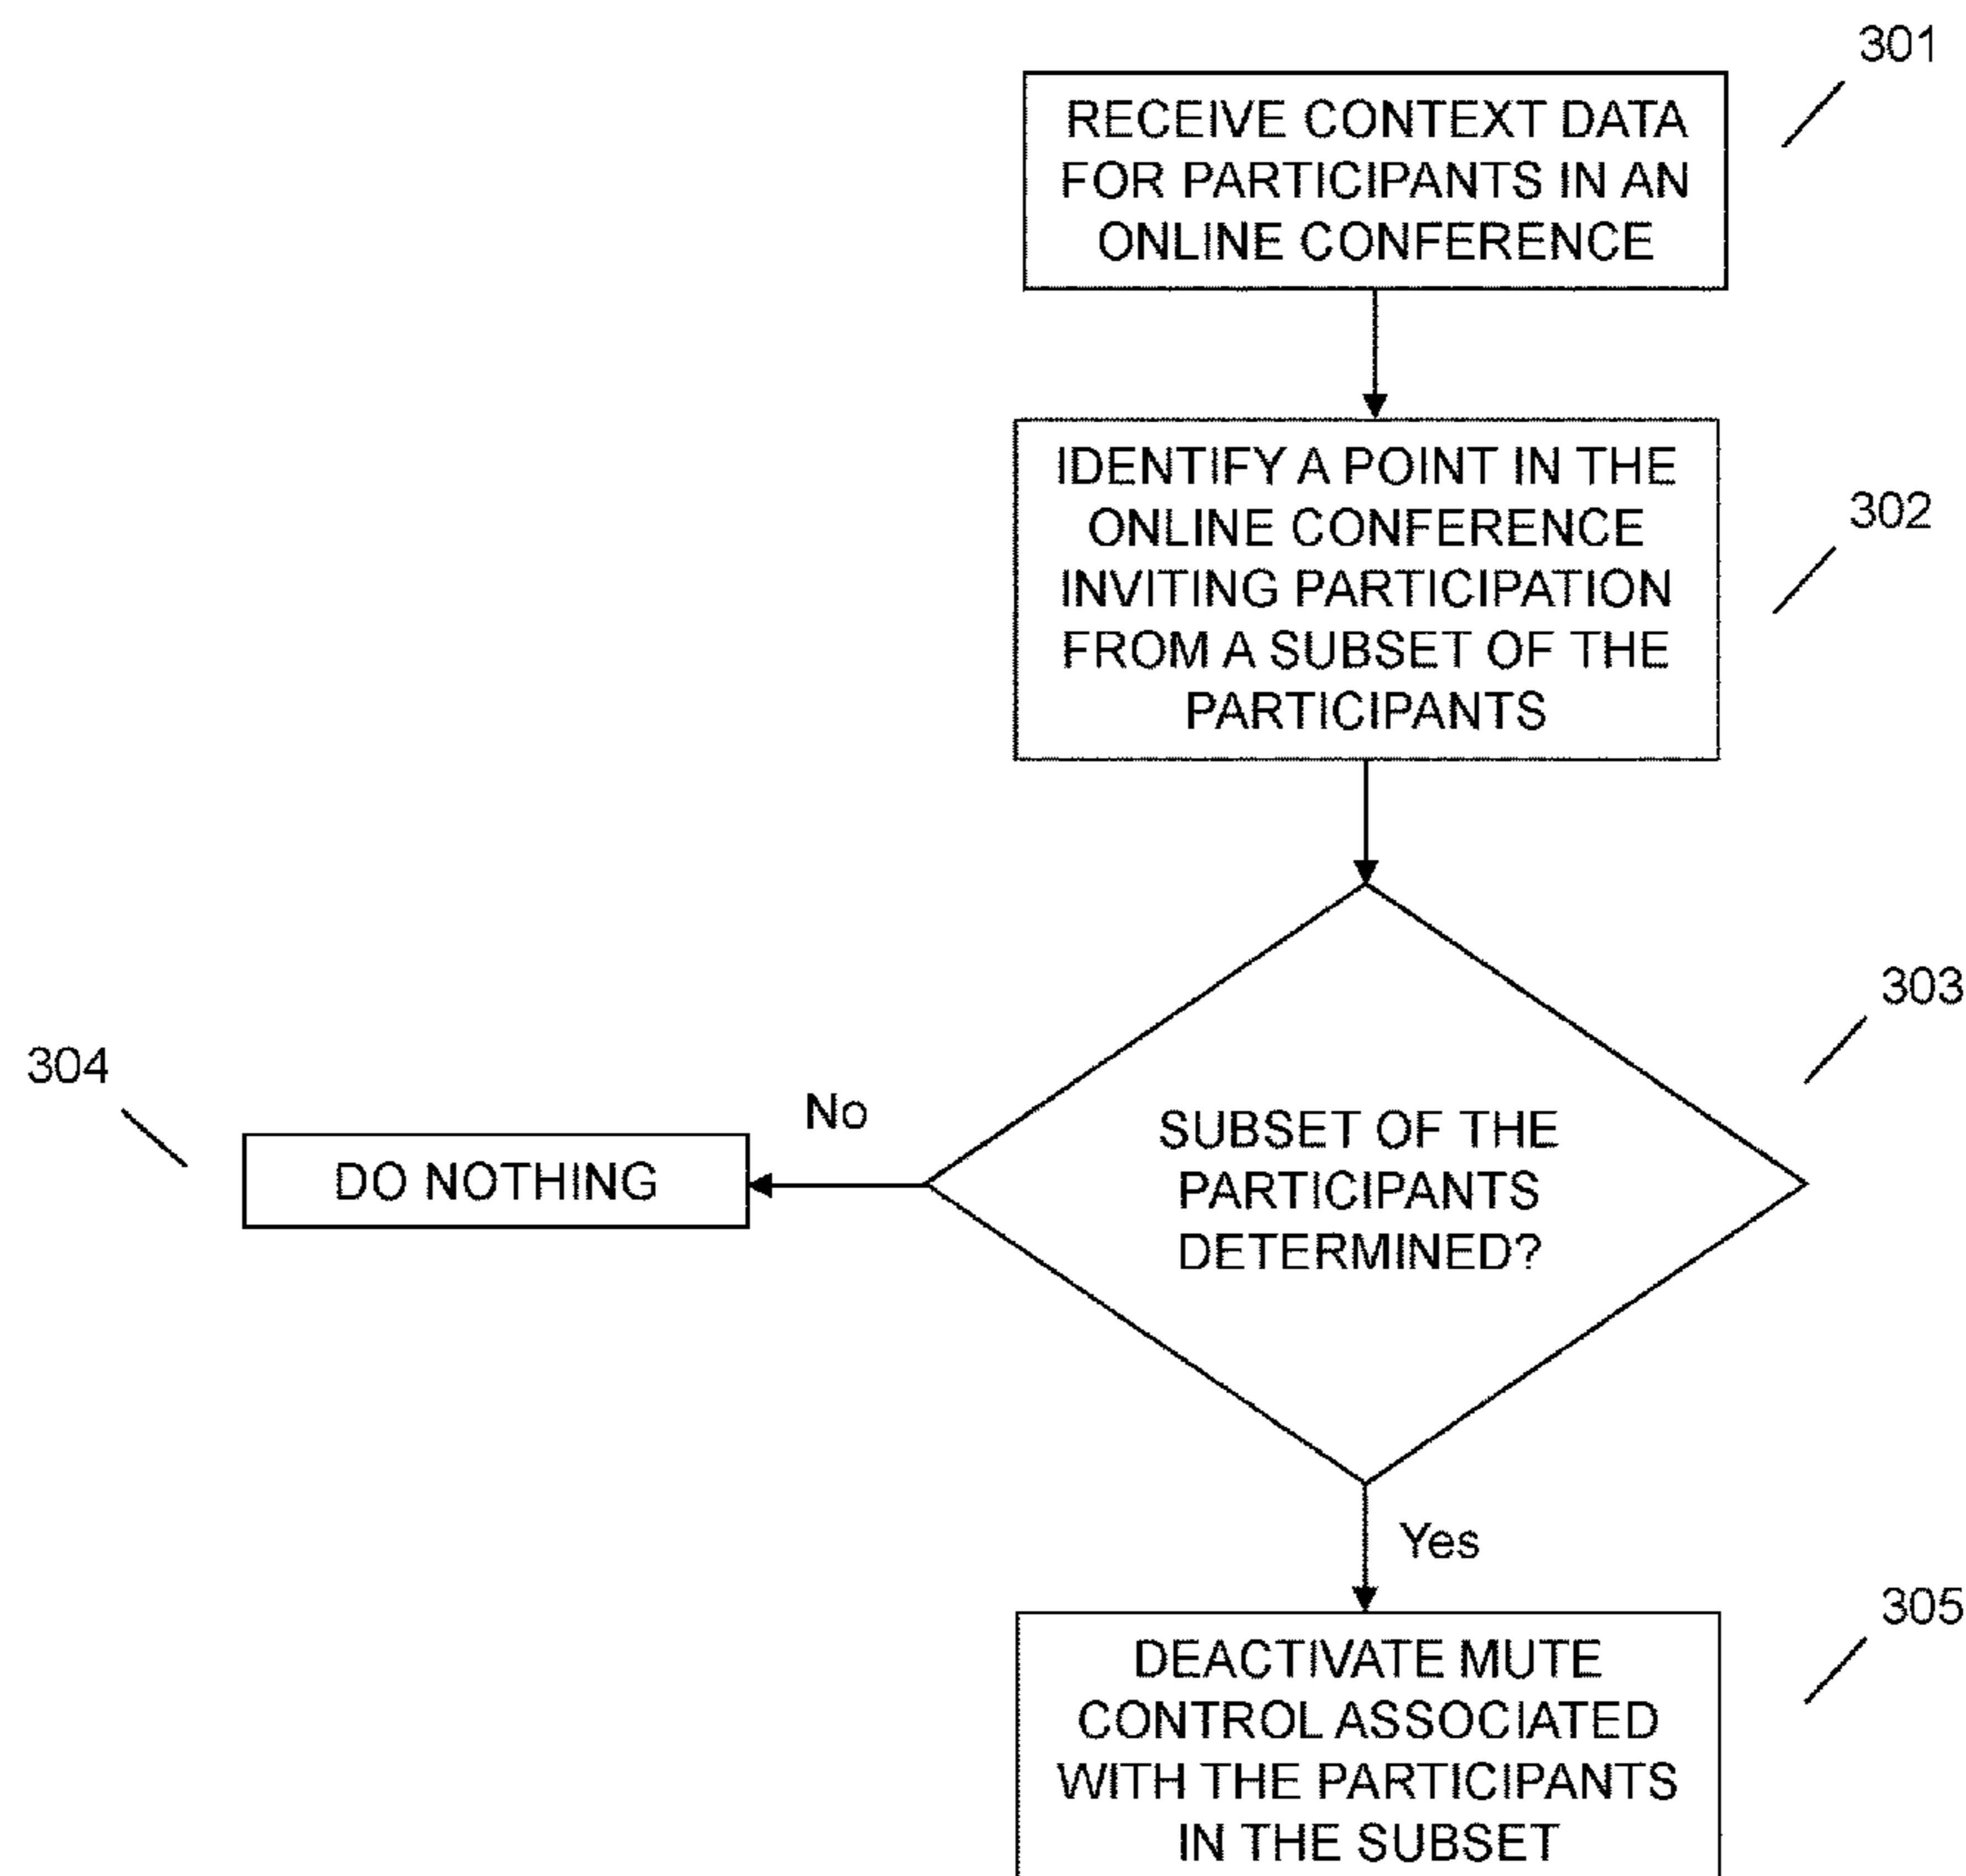 301
RECEIVE CONTEXT DATA
FOR PARTICIPANTS IN AN
ONLINE CONFERENCE
IDENTIFY A POINT IN THE
ONLINE CONFERENCE
INVITING PARTICIPATION
FROM A SUBSET OF THE
PARTICIPANTS
302
303
SUBSET OF THE
PARTICIPANTS
DETERMINED?
304
No
DO NOTHING
Yes
305
DEACTIVATE MUTE
CONTROL ASSOCIATED
WITH THE PARTICIPANTS
IN THE SUBSET